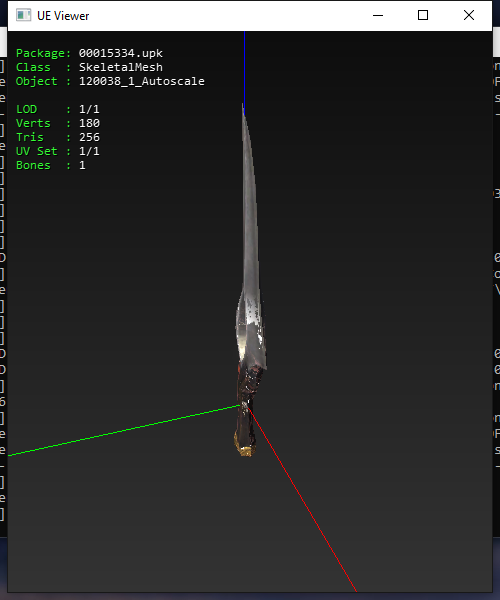 UE Viewer
Package: 00015334.upk
Class  : SkeletalMesh
Object : 120038_1_Autoscale
LOD    : 1/1
Verts  : 180
Tris   : 256
UV Set : 1/1
Bones  : 1